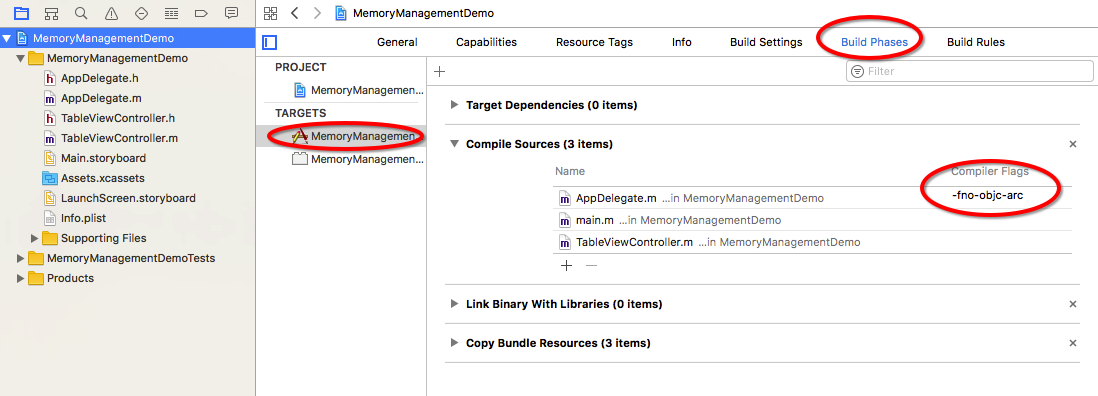 MemoryManagementDemo
MemoryManagementDemo
AppDelegate.h
AppDelegate.m
TableViewController.h
TableViewController.m
Main.storyboard
Assets.xcassets
LaunchScreen.storyboard
Info.plist
Supporting Files
MemoryManagementDemoTests
Products
MemoryManagementDemo
General Capabilities Resource Tags Info Build Settings Build Phases Build Rules
PROJECT
MemoryManagemen...
TARGETS
MemoryManagemen
MemoryManagemen...
Filter
Target Dependencies (0 items)
Compile Sources (3 items)
Name Compiler Flags
AppDelegate.m ...in MemoryManagementDemo -fno-objc-arc
main.m ...in MemoryManagementDemo
TableViewController.m ...in MemoryManagementDemo
Link Binary With Libraries (0 items)
Copy Bundle Resources (3 items)